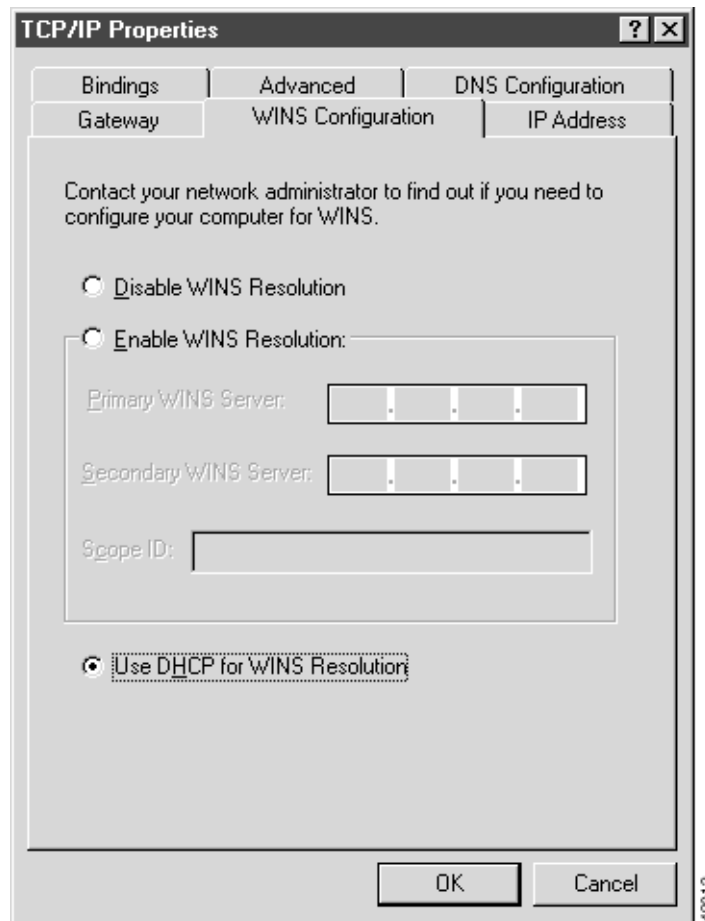 TCP/IP Properties
Bindings Advanced DNS Configuration
Gateway WINS Configuration IP Address
Contact your network administrator to find out if you need to
configure your computer for WINS.
Disable WINS Resolution
Enable WINS Resolution:
Primary WINS Server:
Secondary WINS Server:
Scope ID:
Use DHCP for WINS Resolution
OK Cancel